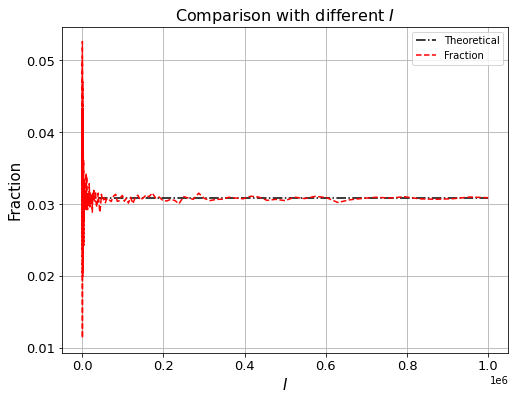 Comparison with different I
Theoretical
Fraction
0.05
0.04
0.03
0.02
0.01
Fraction
0.0 0.2 0.4 0.6 0.8 1.0
1e6
I